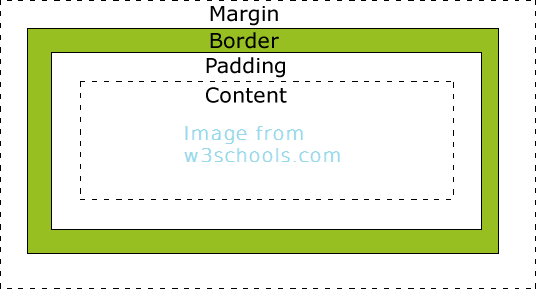 Margin
Border
Padding
Content
Image from
w3schools.com